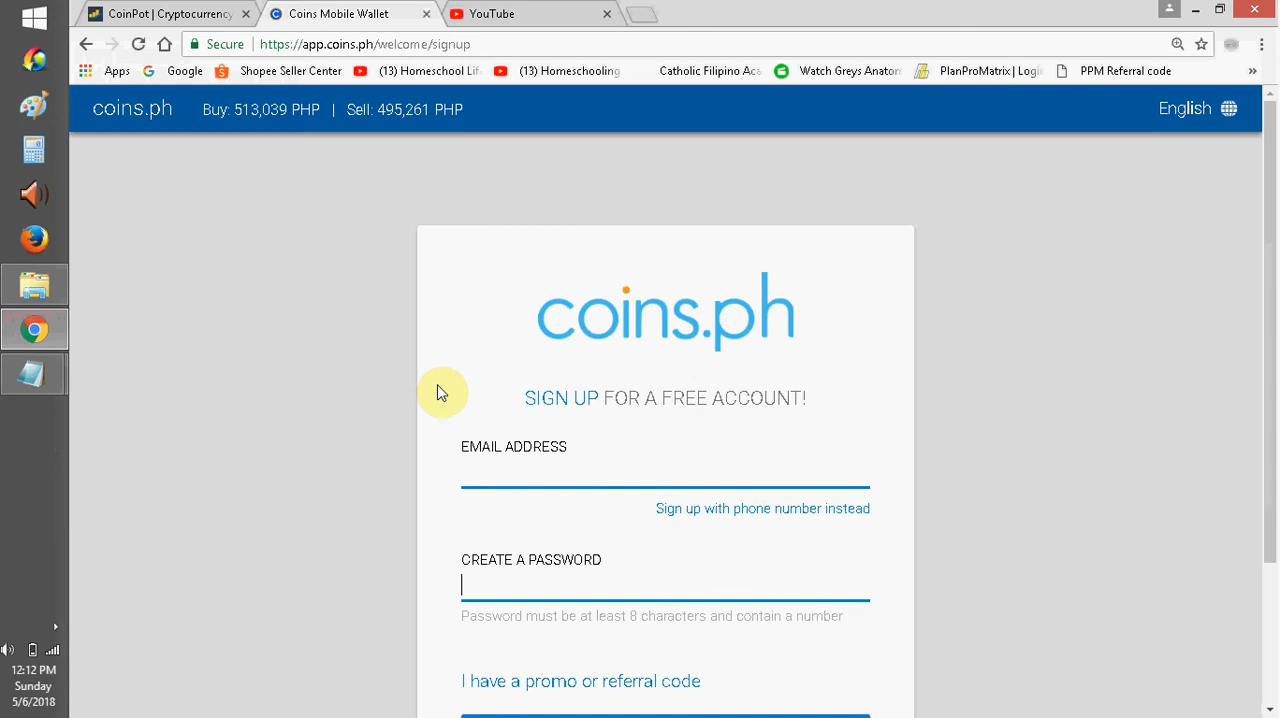 CoinPot | Cryptocurrency
Coins Mobile Wallet
YouTube
Secure
https://app.coins.ph/welcome/signup
Apps
Google
Shopee Seller Center
(13) Homeschool Li
(13) Homeschooling
Catholic Filipino Aca
Watch Greys Anaton
PlanProMatrix | Logi
PPM Referral code
»
coins.ph
Buy: 513,039 PHP | Sell: 495,261 PHP
English
coins.ph
SIGN UP FOR A FREE ACCOUNT!
EMAIL ADDRESS
Sign up with phone number instead
CREATE A PASSWORD
Password must be at least 8 characters and contain a number
I have a promo or referral code
12:12 PM
Sunday
5/6/2018